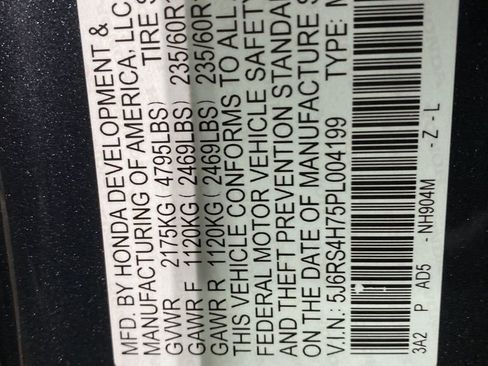 MFD. BY HONDA DEVELOPMENT &
MANUFACTURING OF AMERICA, LLC.
TIRE S
GVWR 2175KG ( 4795LBS)
GAWR F 1120KG ( 2469LBS) 235/60R
GAWR R 1120KG ( 2469LBS) 235/60R
THIS VEHICLE CONFORMS TO ALL
FEDERAL MOTOR VEHICLE SAFETY
AND THEFT PREVENTION STANDAR
ON THE DATE OF MANUFACTURE S
V.I.N.: 5J6RS4H75PL004199 TYPE: M
3A2 P AD5 - NH904M - Z - L